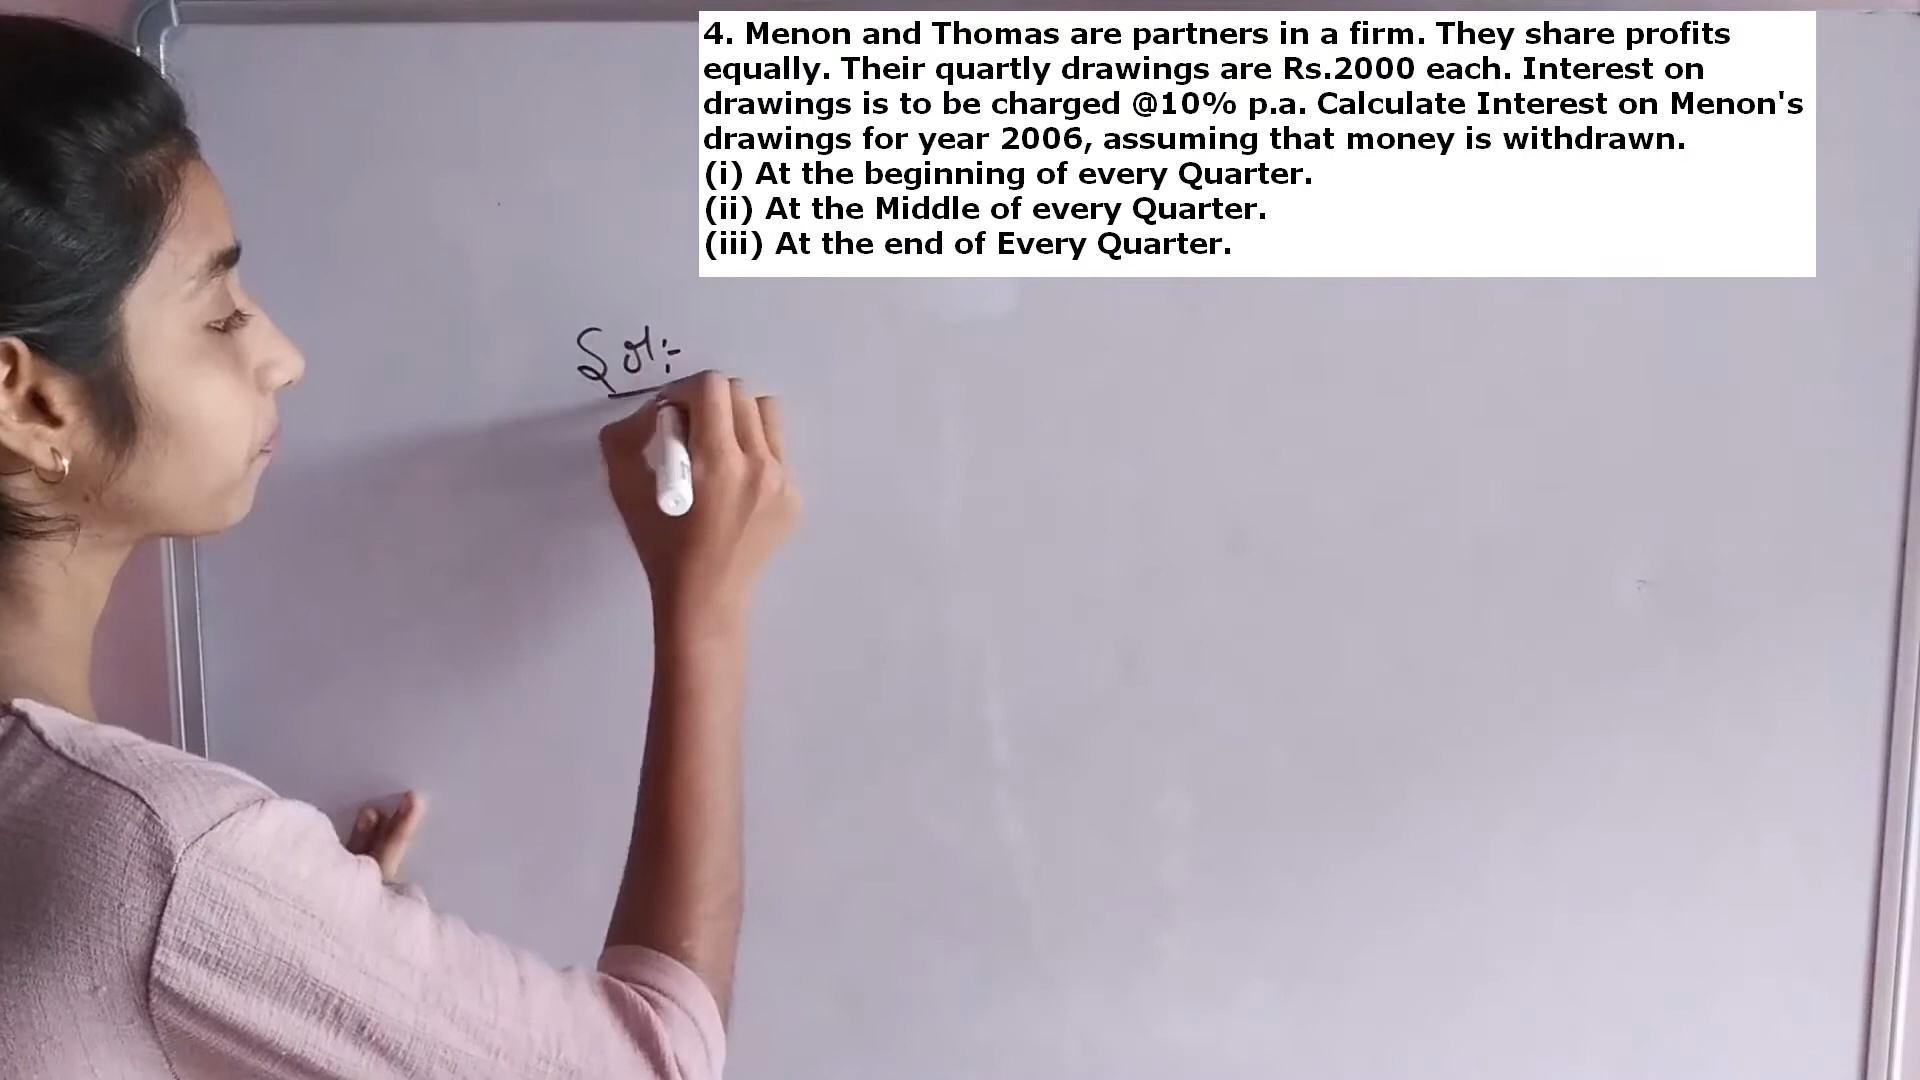 4. Menon and Thomas are partners in a firm. They share profits
equally. Their quartly drawings are Rs.2000 each. Interest on
drawings is to be charged @10% p.a. Calculate Interest on Menon's
drawings for year 2006, assuming that money is withdrawn.
(i) At the beginning of every Quarter.
(ii) At the Middle of every Quarter.
(iii) At the end of Every Quarter.
Sol:-